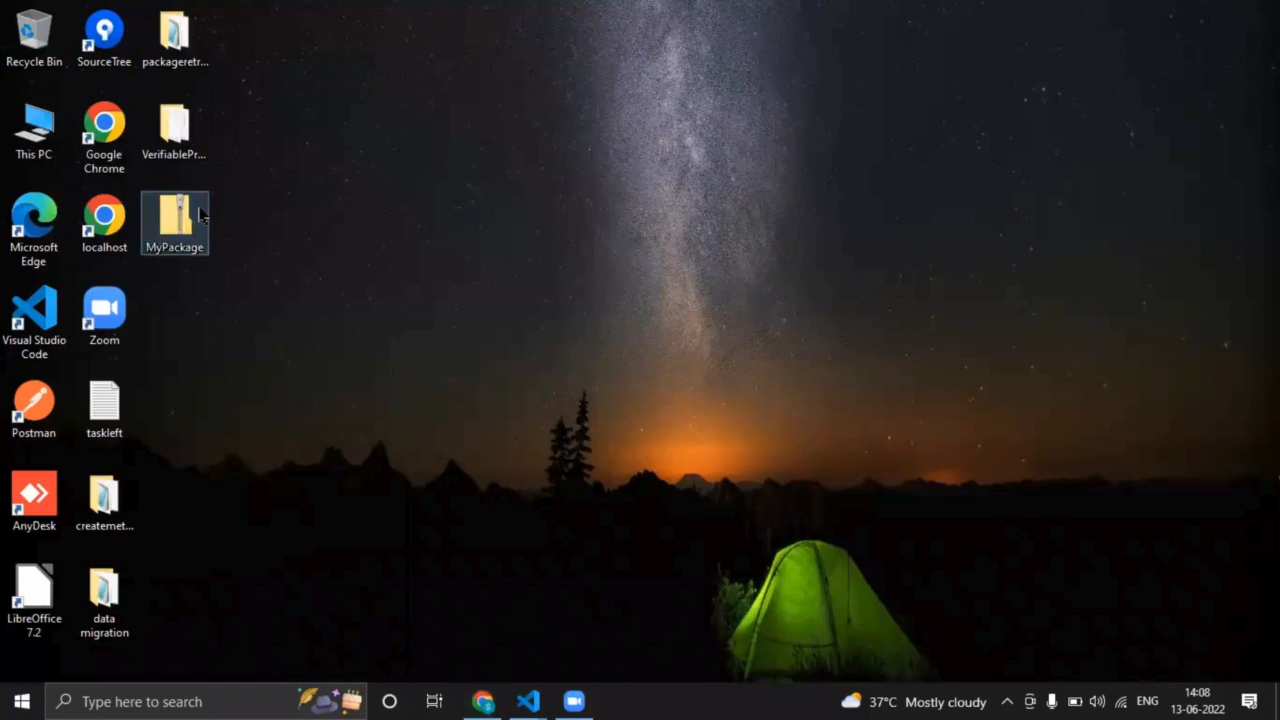 Recycle Bin
SourceTree
packageretr...
This PC
Google
Chrome
VerifiablePr...
Microsoft
Edge
localhost
MyPackage
Visual Studio
Code
Zoom
Postman
taskleft
AnyDesk
createmet...
LibreOffice
7.2
data
migration
Type here to search
37°C Mostly cloudy
ENG
14:08
13-06-2022